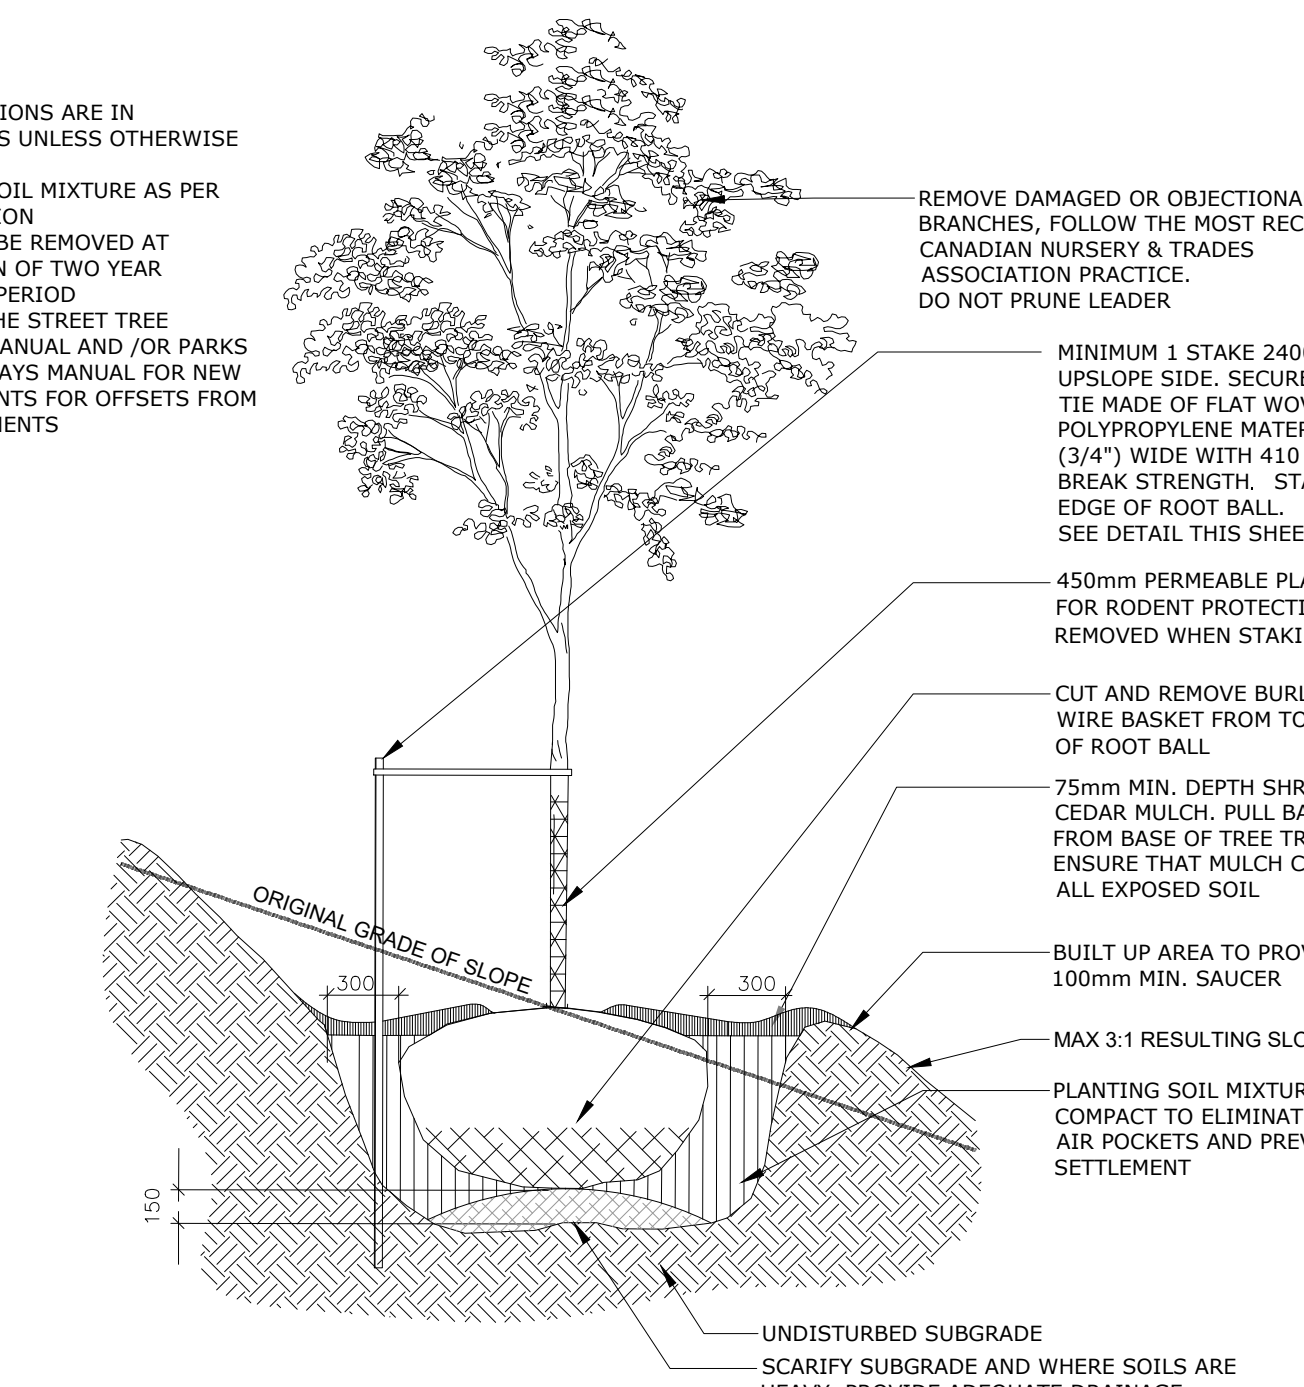 IONS ARE IN
S UNLESS OTHERWISE
OIL MIXTURE AS PER
ION
BE REMOVED AT
N OF TWO YEAR
PERIOD
HE STREET TREE
ANUAL AND /OR PARKS
AYS MANUAL FOR NEW
NTS FOR OFFSETS FROM
MENTS
REMOVE DAMAGED OR OBJECTIONA
BRANCHES, FOLLOW THE MOST REC
CANADIAN NURSERY & TRADES
ASSOCIATION PRACTICE.
DO NOT PRUNE LEADER
MINIMUM 1 STAKE 240
UPSLOPE SIDE. SECURE
TIE MADE OF FLAT WOV
POLYPROPYLENE MATER
(3/4") WIDE WITH 410
BREAK STRENGTH. STA
EDGE OF ROOT BALL.
SEE DETAIL THIS SHEE
450mm PERMEABLE PLA
FOR RODENT PROTECTI
REMOVED WHEN STAKI
CUT AND REMOVE BURL
WIRE BASKET FROM TO
OF ROOT BALL
75mm MIN. DEPTH SHR
CEDAR MULCH. PULL BA
FROM BASE OF TREE TR
ENSURE THAT MULCH C
ALL EXPOSED SOIL
ORIGINAL GRADE OF SLOPE
300
300
BUILT UP AREA TO PROV
100mm MIN. SAUCER
MAX 3:1 RESULTING SLO
PLANTING SOIL MIXTUR
COMPACT TO ELIMINAT
AIR POCKETS AND PREV
SETTLEMENT
150
UNDISTURBED SUBGRADE
SCARIFY SUBGRADE AND WHERE SOILS ARE
HEAVY, PROVIDE ADEQUATE DRAINAGE